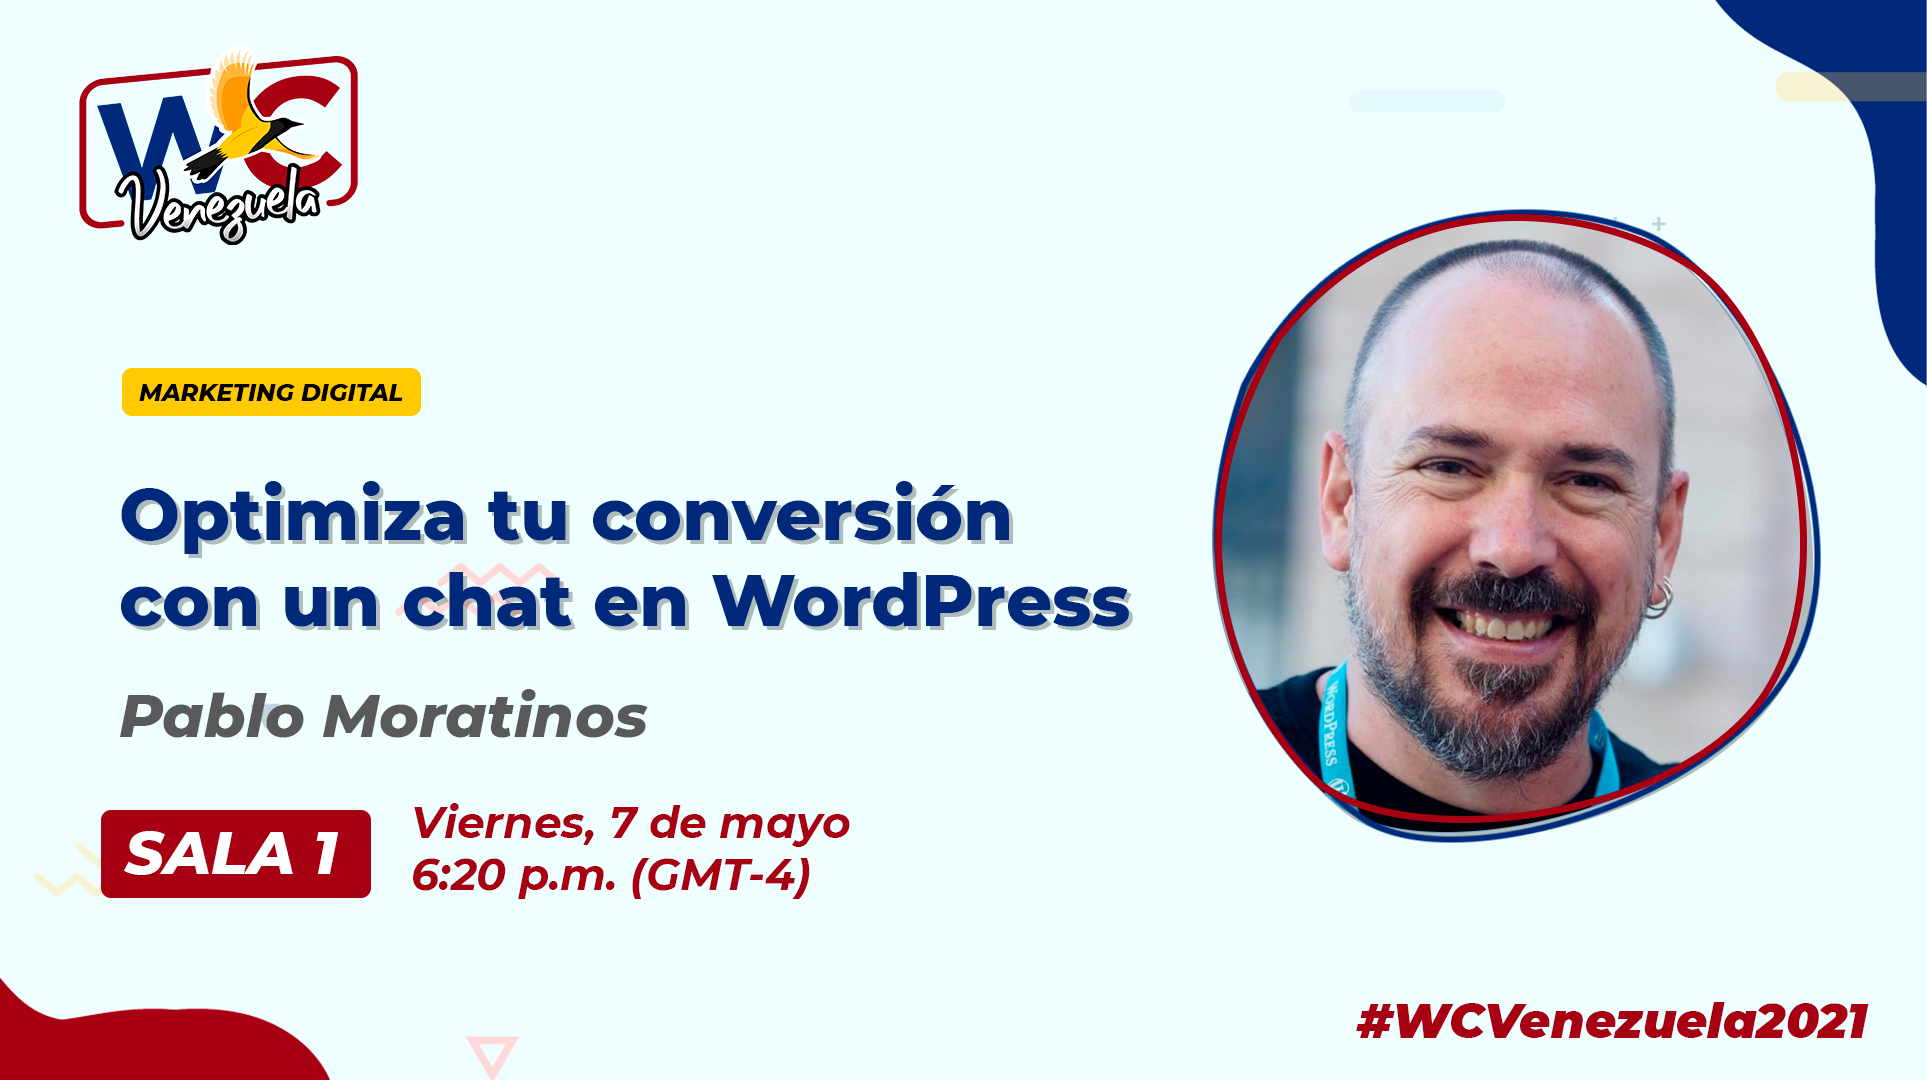 WC
Venezuela
MARKETING DIGITAL
Optimiza tu conversión
con un chat en WordPress
Pablo Moratinos
SALA 1
Viernes, 7 de mayo
6:20 p.m. (GMT-4)
WORDPRESS
#WCVenezuela2021